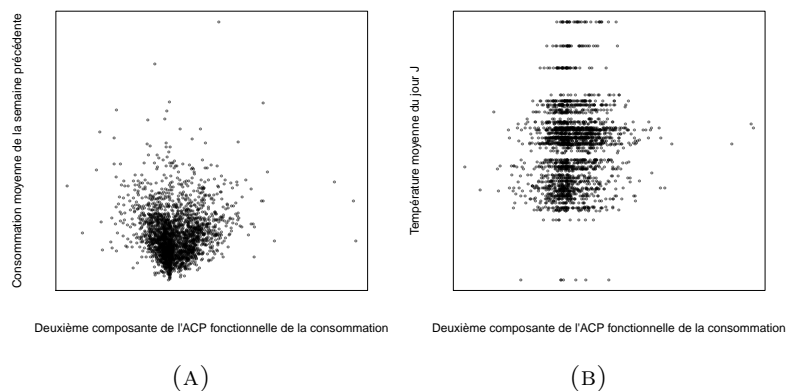 Consommation moyenne de la semaine précédente
Deuxième composante de l'ACP fonctionnelle de la consommation
(A)
Température moyenne du jour J
Deuxième composante de l'ACP fonctionnelle de la consommation
(B)